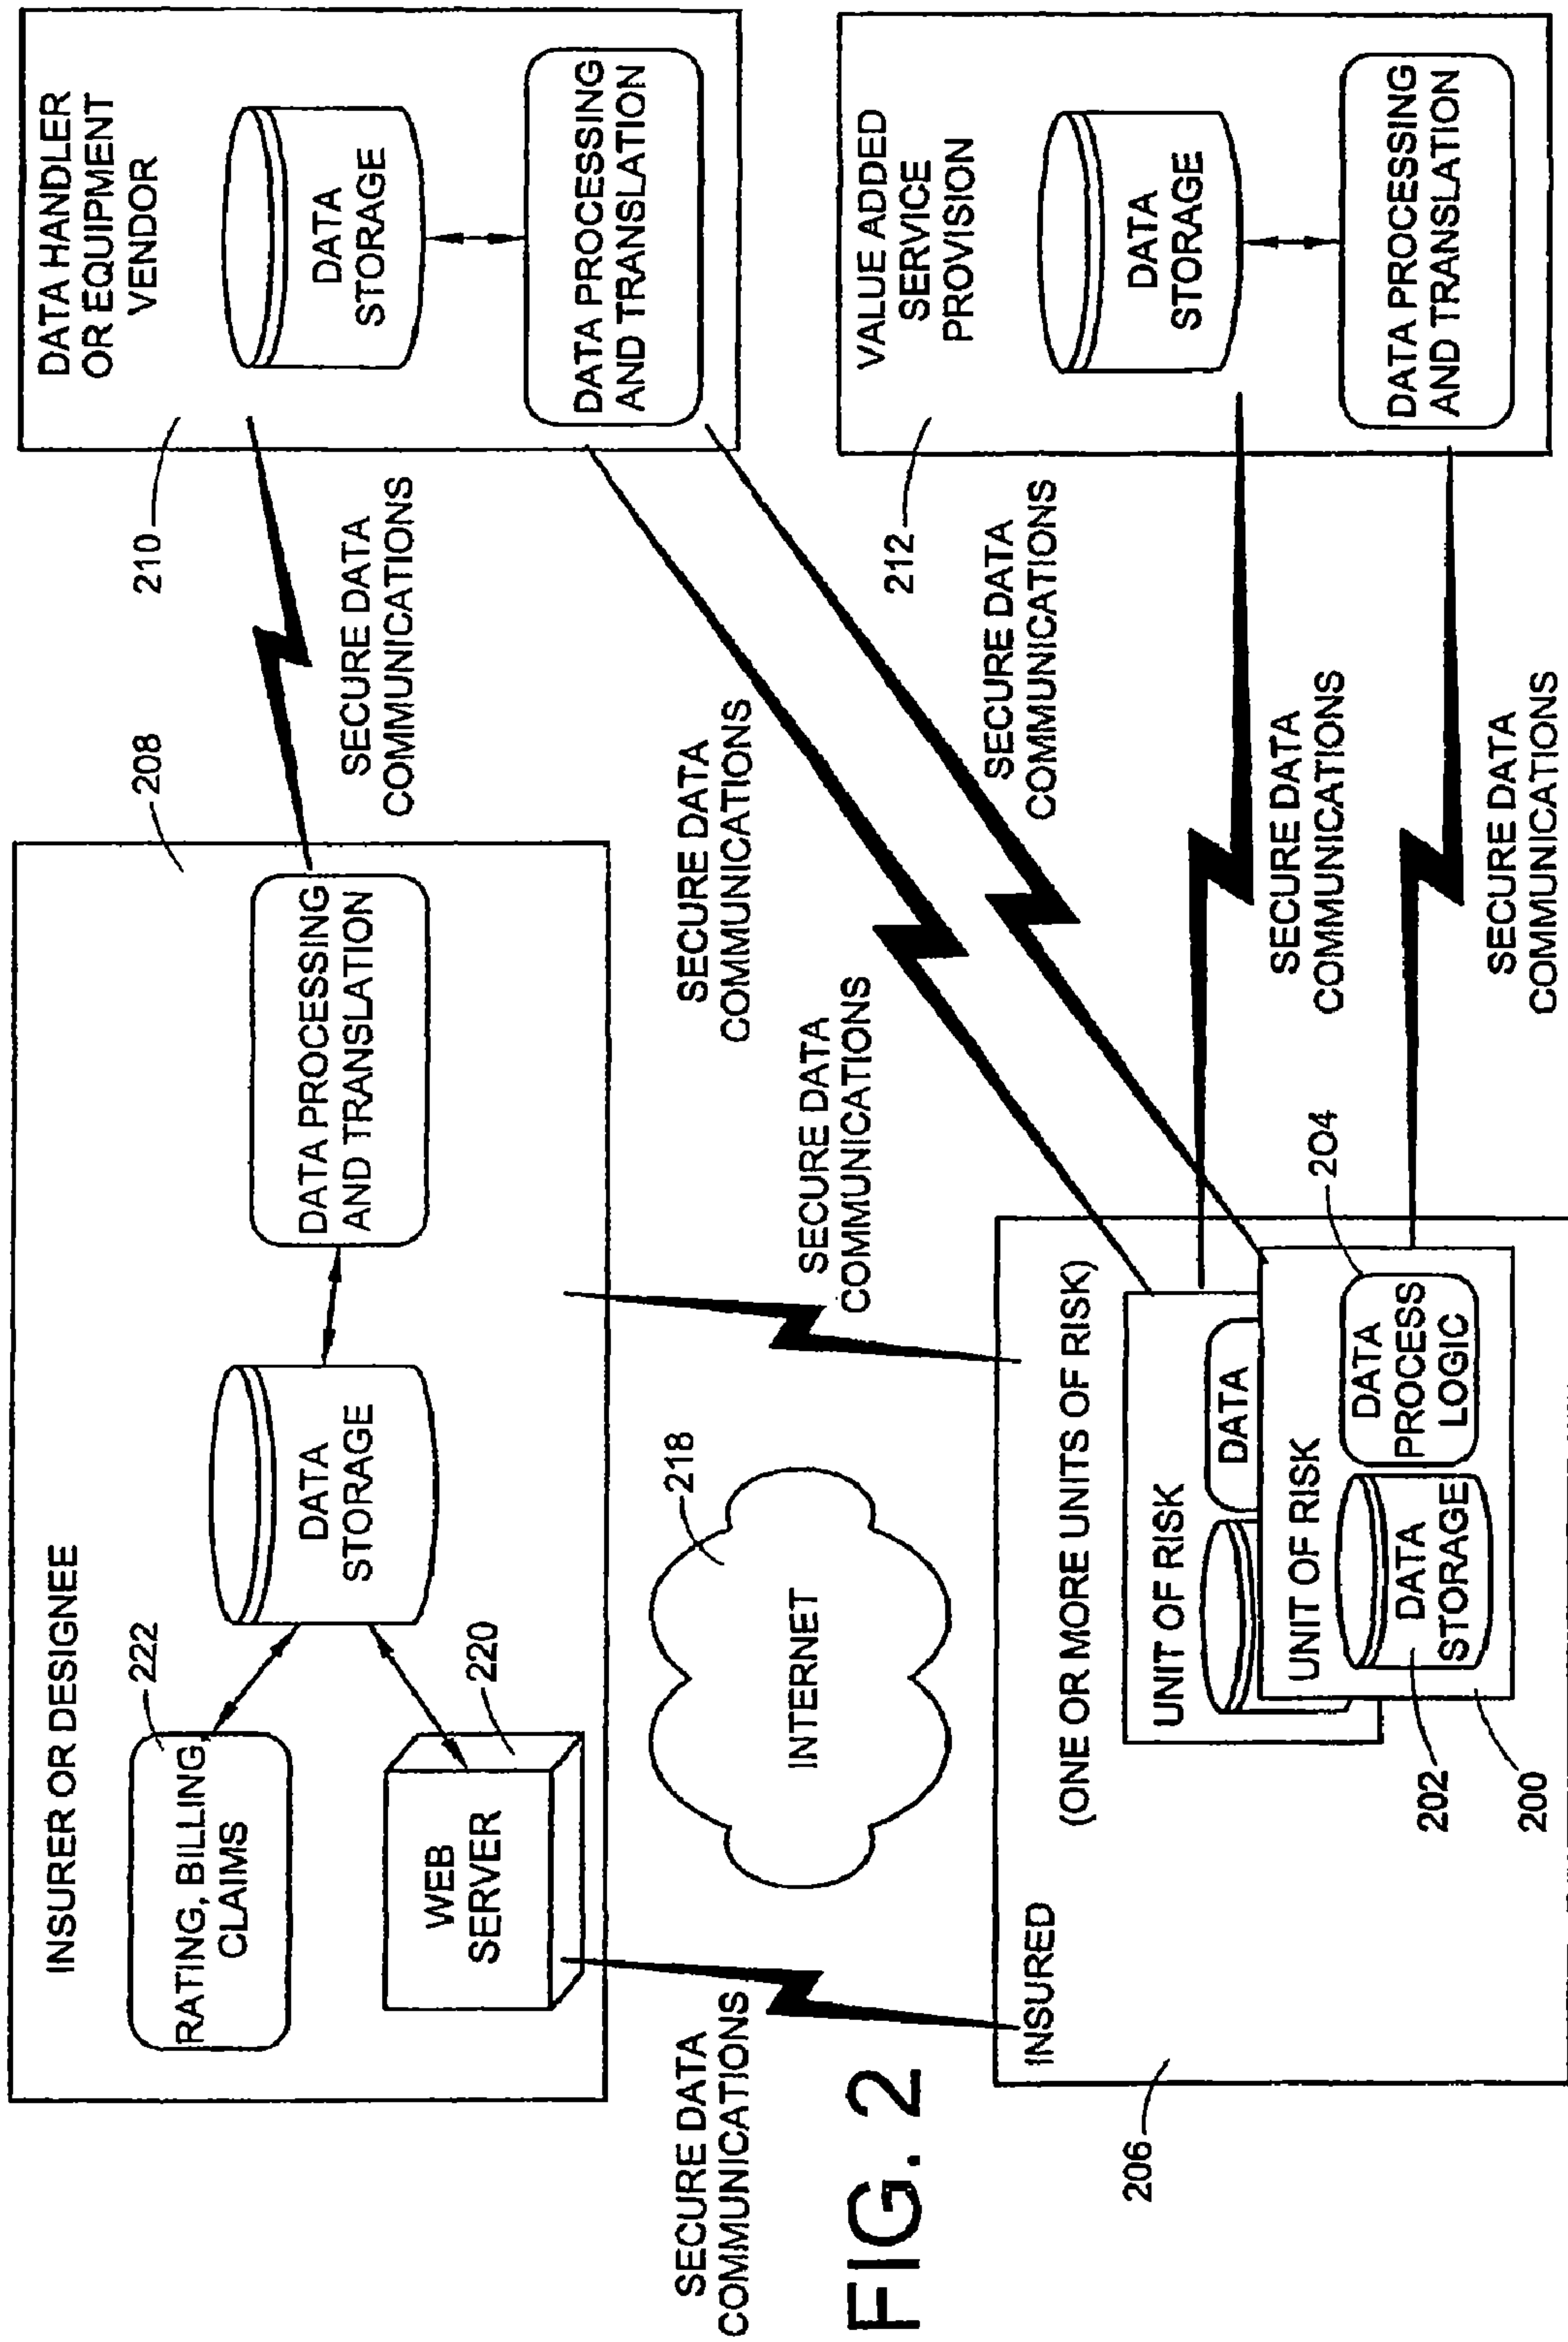 INSURER OR DESIGNEE
RATING, BILLING,
CLAIMS
222
WEB
SERVER
220
DATA
STORAGE
DATA PROCESSING
AND TRANSLATION
208
SECURE DATA
COMMUNICATIONS
210
DATA HANDLER
OR EQUIPMENT
VENDOR
DATA
STORAGE
DATA PROCESSING
AND TRANSLATION
SECURE DATA
COMMUNICATIONS
INTERNET
218
SECURE DATA
COMMUNICATIONS
SECURE DATA
COMMUNICATIONS
SECURE DATA
COMMUNICATIONS
212
VALUE ADDED
SERVICE
PROVISION
DATA
STORAGE
DATA PROCESSING
AND TRANSLATION
FIG. 2
206
INSURED
(ONE OR MORE UNITS OF RISK)
UNIT OF RISK
DATA
UNIT OF RISK
DATA
STORAGE
DATA
PROCESS
LOGIC
204
202
200
SECURE DATA
COMMUNICATIONS
SECURE DATA
COMMUNICATIONS